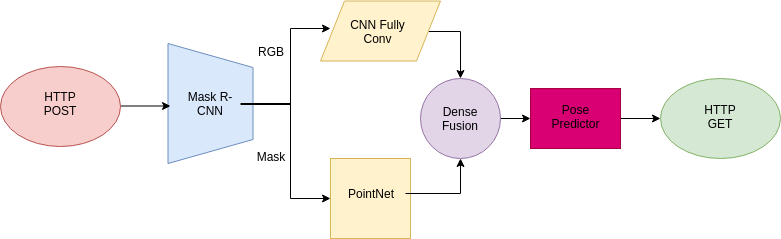 HTTP
POST
Mask R-
CNN
RGB
Mask
CNN Fully
Conv
PointNet
Dense
Fusion
Pose
Predictor
HTTP
GET